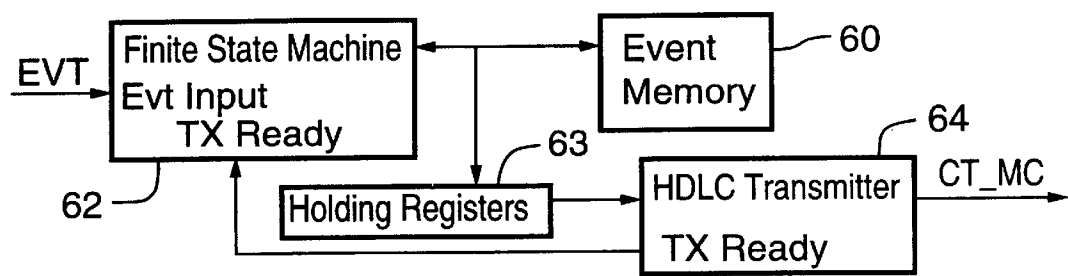 Finite State Machine
EVT
Evt Input
TX Ready
62
Event
Memory
60
63
Holding Registers
64
HDLC Transmitter
TX Ready
CT_MC